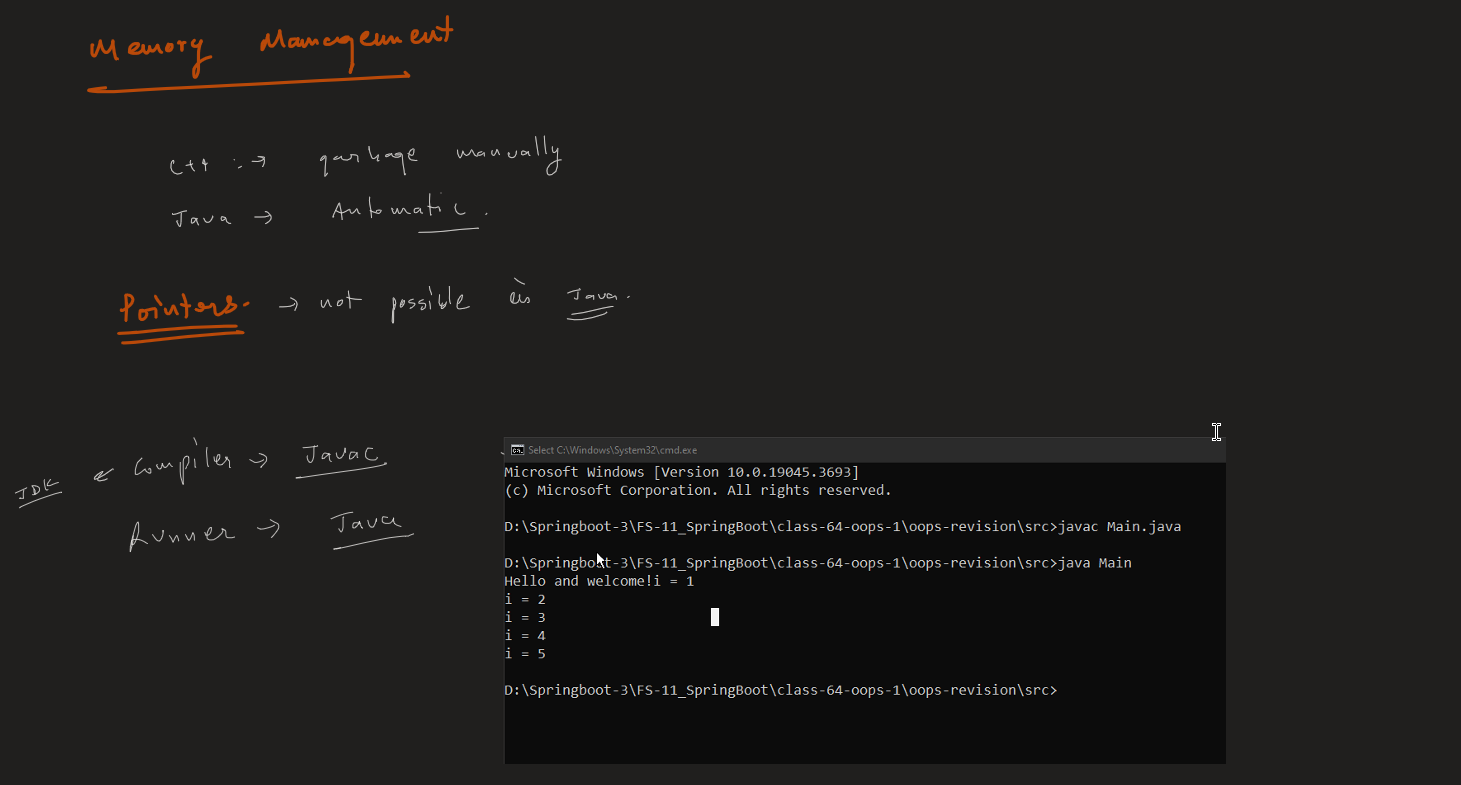 Memory Management
C++ :→ garbage manually
Java → Automatic.
Pointers. → not possible in Java.
JDK ← Compiler → Javac
Runner → Java
Select C:\Windows\System32\cmd.exe
Microsoft Windows [Version 10.0.19045.3693]
(c) Microsoft Corporation. All rights reserved.
D:\Springboot-3\FS-11_SpringBoot\class-64-oops-1\oops-revision\src>javac Main.java
D:\Springboot-3\FS-11_SpringBoot\class-64-oops-1\oops-revision\src>java Main
Hello and welcome!i = 1
i = 2
i = 3
i = 4
i = 5
D:\Springboot-3\FS-11_SpringBoot\class-64-oops-1\oops-revision\src>